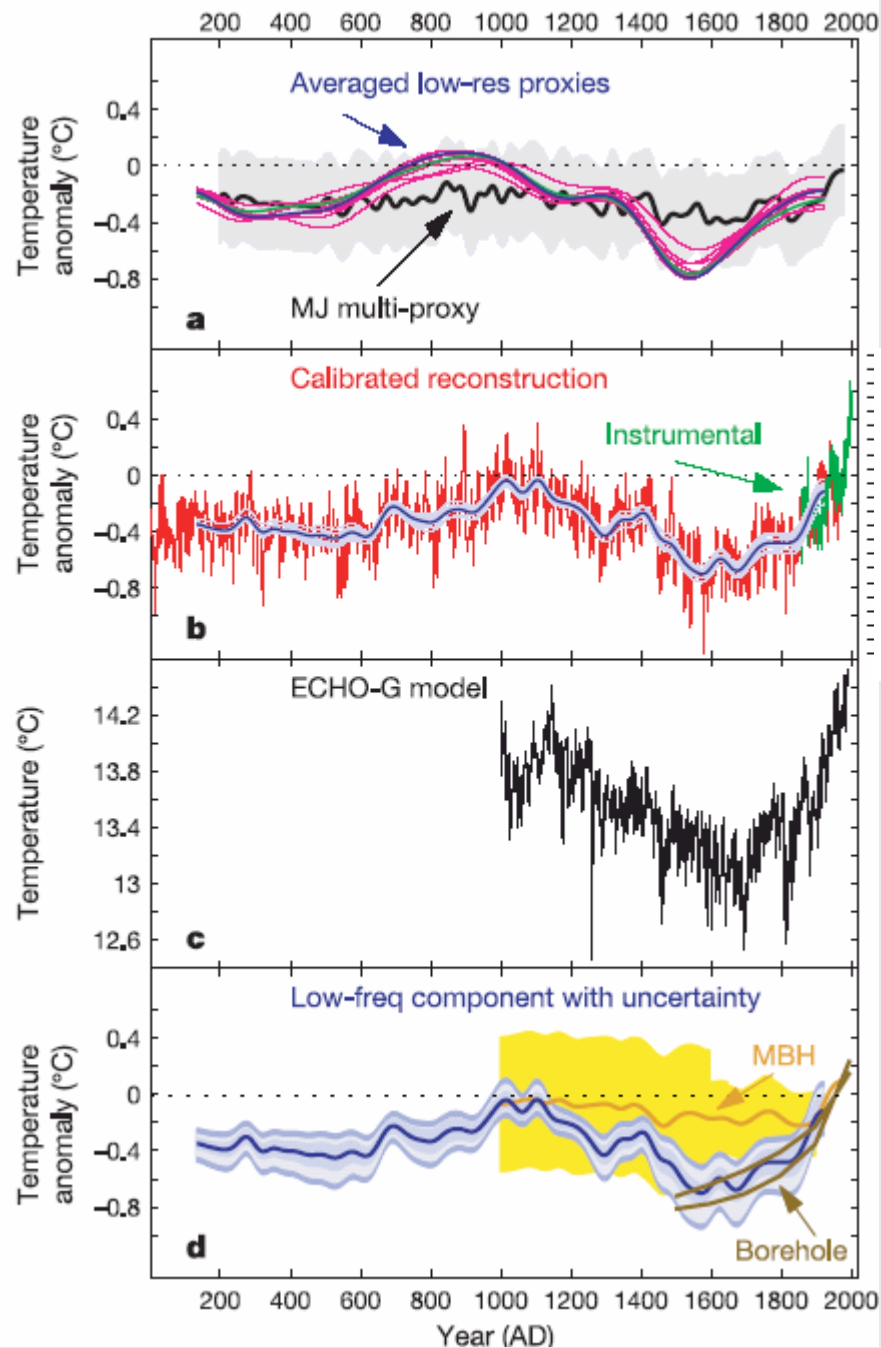 200 400 600 800 1000 1200 1400 1600 1800 2000
Averaged low–res proxies
0.4
0
–0.4
–0.8
Temperature
anomaly (°C)
MJ multi-proxy
a
Calibrated reconstruction
Instrumental
0.4
0
–0.4
–0.8
Temperature
anomaly (°C)
b
ECHO-G model
14.2
13.8
13.4
13
12.6
Temperature (°C)
c
Low-freq component with uncertainty
MBH
0.4
0
–0.4
–0.8
Temperature
anomaly (°C)
Borehole
d
200 400 600 800 1000 1200 1400 1600 1800 2000
Year (AD)